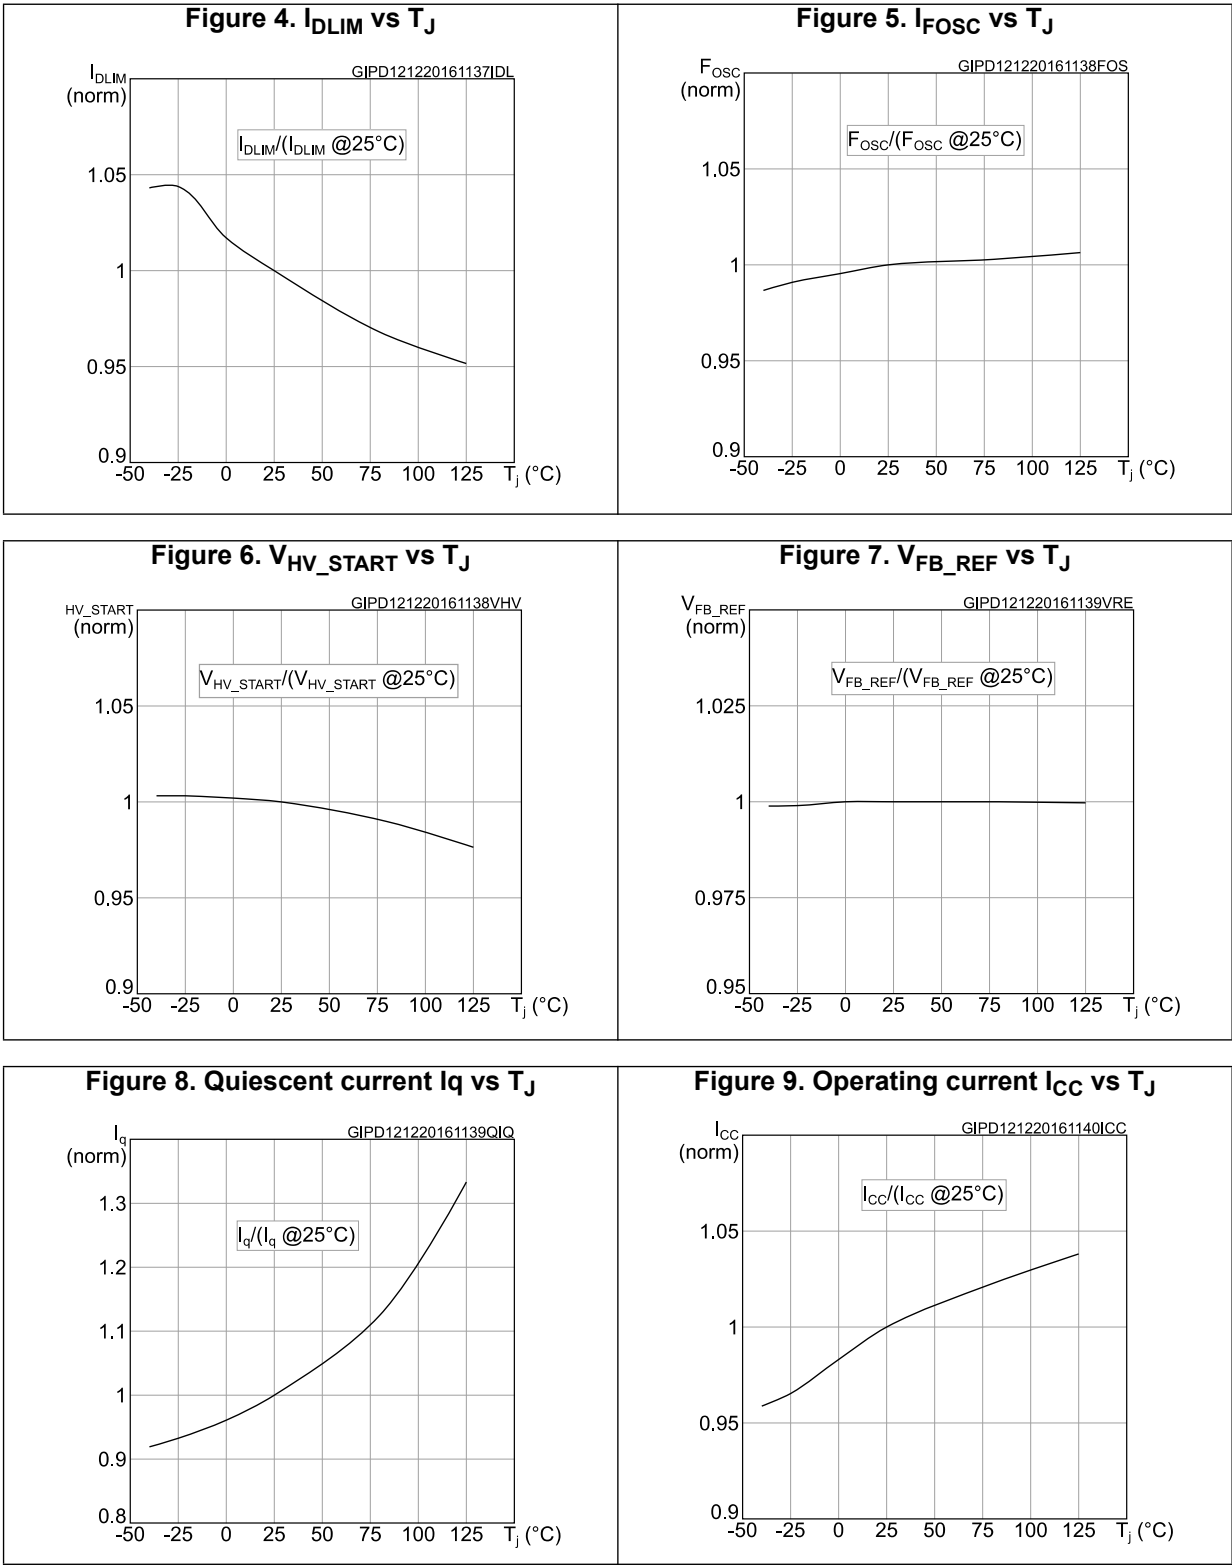 Figure 4. IDLIM vs TJ
IDLIM
(norm)
GIPD121220161137IDL
IDLIM/(IDLIM @25°C)
1.05
1
0.95
0.9
-50 -25 0 25 50 75 100 125 Tj (°C)
Figure 5. IFOSC vs TJ
FOSC
(norm)
GIPD121220161138FOS
FOSC/(FOSC @25°C)
1.05
1
0.95
0.9
-50 -25 0 25 50 75 100 125 Tj (°C)
Figure 6. VHV_START vs TJ
HV_START
(norm)
GIPD121220161138VHV
VHV_START/(VHV_START @25°C)
1.05
1
0.95
0.9
-50 -25 0 25 50 75 100 125 Tj (°C)
Figure 7. VFB_REF vs TJ
VFB_REF
(norm)
GIPD121220161139VRE
VFB_REF/(VFB_REF @25°C)
1.025
1
0.975
0.95
-50 -25 0 25 50 75 100 125 Tj (°C)
Figure 8. Quiescent current Iq vs TJ
Iq
(norm)
GIPD121220161139QIQ
Iq/(Iq @25°C)
1.3
1.2
1.1
1
0.9
0.8
-50 -25 0 25 50 75 100 125 Tj (°C)
Figure 9. Operating current ICC vs TJ
ICC
(norm)
GIPD121220161140ICC
ICC/(ICC @25°C)
1.05
1
0.95
0.9
-50 -25 0 25 50 75 100 125 Tj (°C)